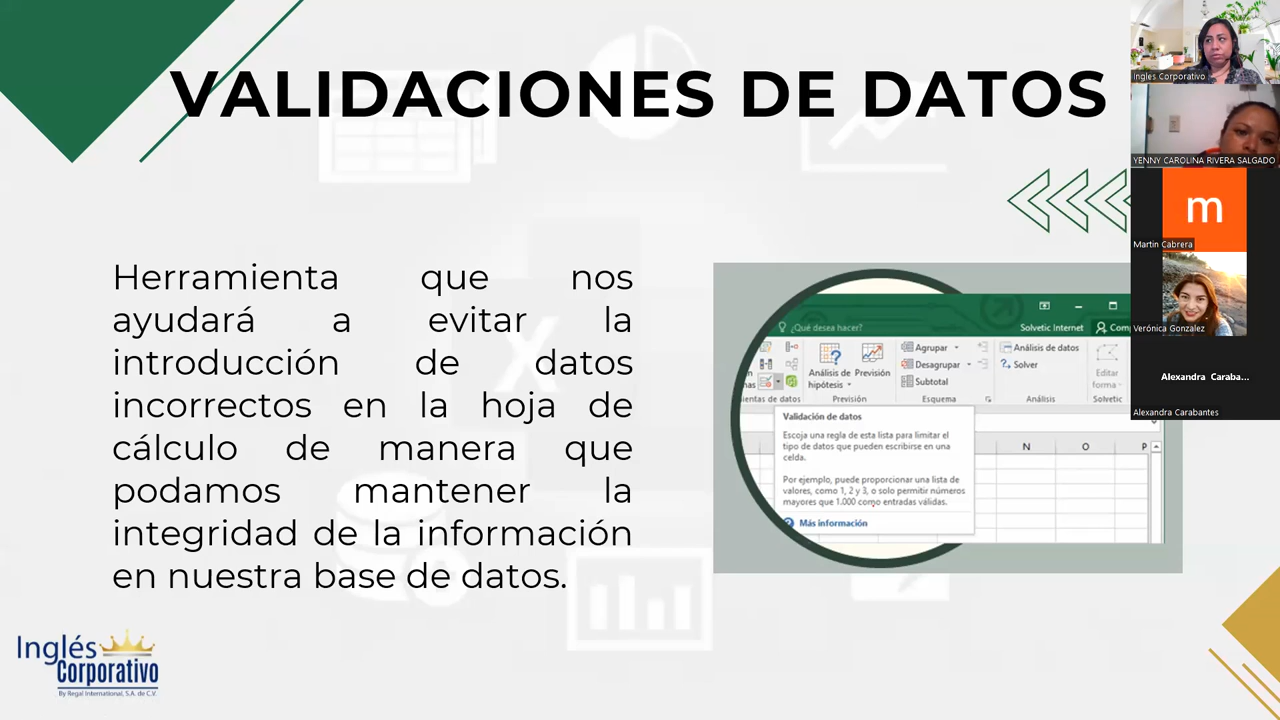 VALIDACIONES DE DATOS
Herramienta que nos
ayudará a evitar la
introducción de datos
incorrectos en la hoja de
cálculo de manera que
podamos mantener la
integridad de la información
en nuestra base de datos.
¿Qué desea hacer?
Solvetic Internet
Análisis de
hipótesis
Previsión
Previsión
Agrupar
Desagrupar
Subtotal
Esquema
Análisis de datos
Solver
Análisis
Editar
forma
Solvetic
de datos
Validación de datos
Escoja una regla de esta lista para limitar el
tipo de datos que pueden escribirse en una
celda.
Por ejemplo, puede proporcionar una lista de
valores, como 1, 2 y 3, o solo permitir números
mayores que 1.000 como entradas válidas.
Más información
N
O
P
Inglés
Corporativo
By Regal International, S.A. de C.V.
Ingles Corporativo
YENNY CAROLINA RIVERA SALGADO
m
Martin Cabrera
Verónica Gonzalez
Alexandra Caraba...
Alexandra Carabantes